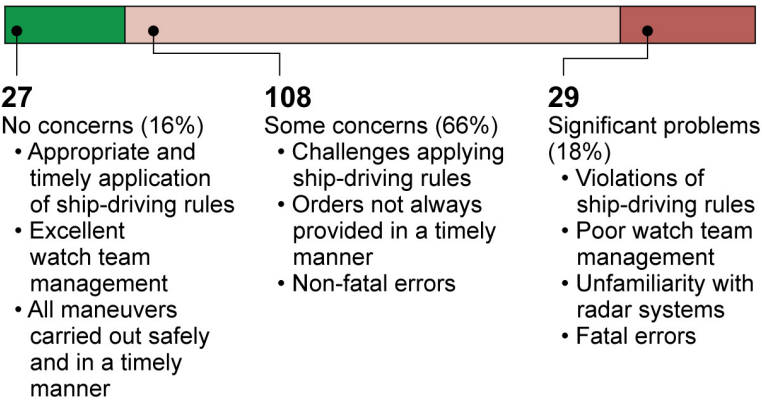 27
No concerns (16%)
• Appropriate and
timely application
of ship-driving rules
• Excellent
watch team
management
• All maneuvers
carried out safely
and in a timely
manner
108
Some concerns (66%)
• Challenges applying
ship-driving rules
• Orders not always
provided in a timely
manner
• Non-fatal errors
29
Significant problems
(18%)
• Violations of
ship-driving rules
• Poor watch team
management
• Unfamiliarity with
radar systems
• Fatal errors